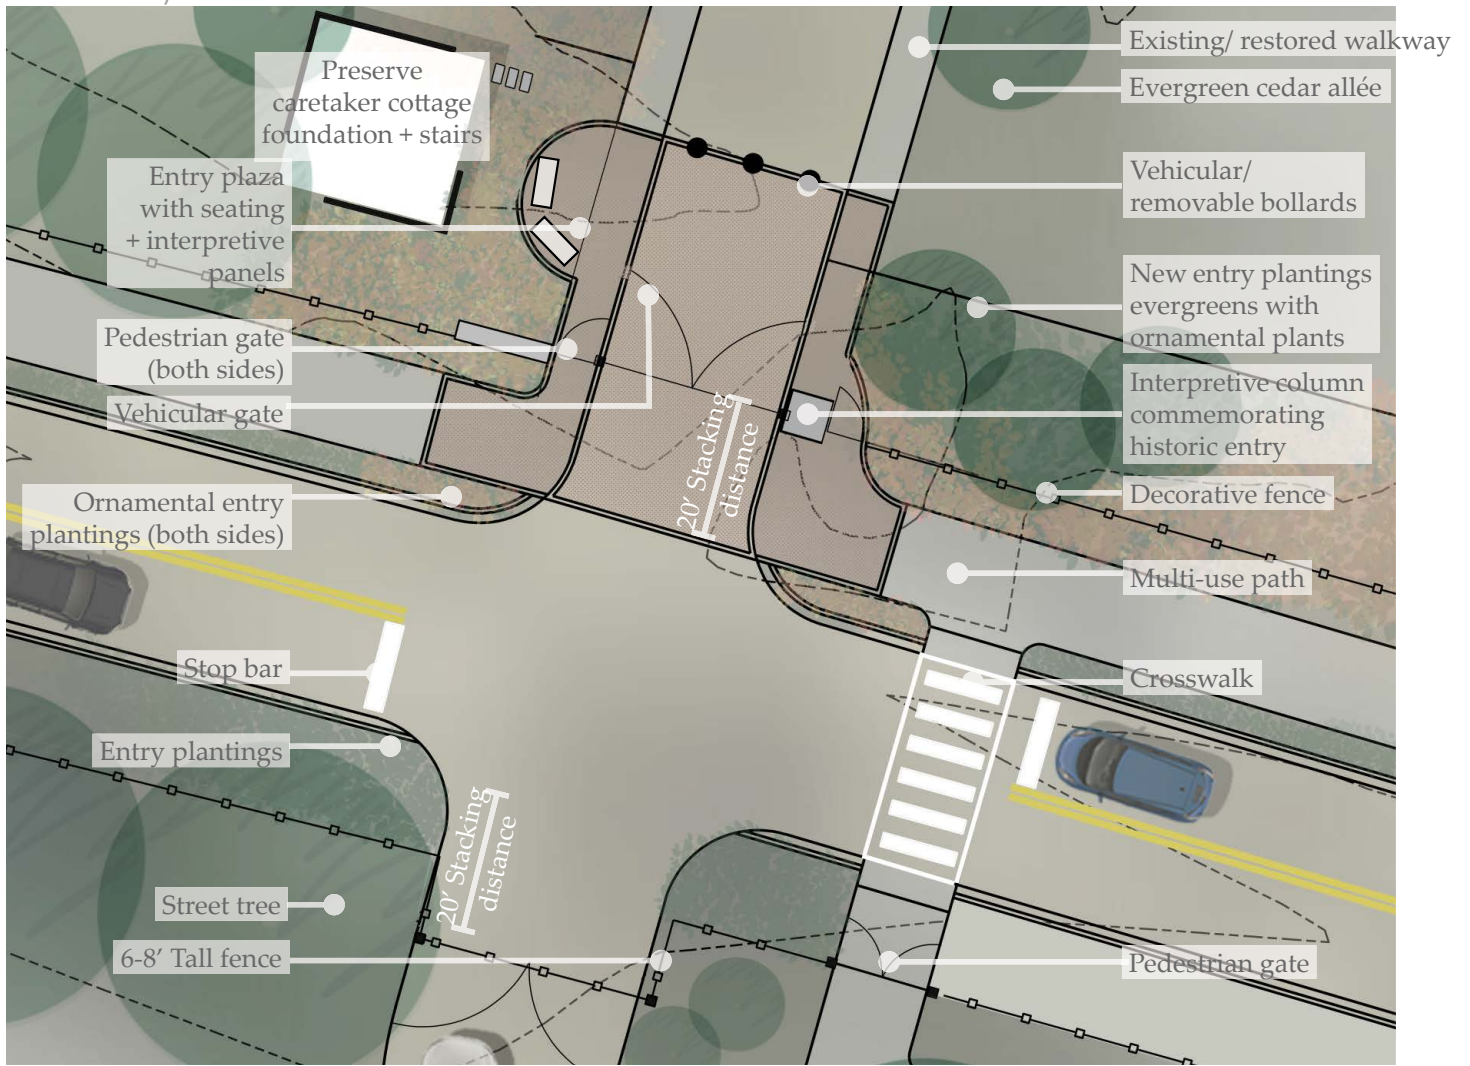 Preserve
caretaker cottage
foundation + stairs
Entry plaza
with seating
+ interpretive
panels
Pedestrian gate
(both sides)
Vehicular gate
Ornamental entry
plantings (both sides)
Stop bar
Entry plantings
Street tree
6-8' Tall fence
20' Stacking
distance
20' Stacking
distance
Existing/ restored walkway
Evergreen cedar allée
Vehicular/
removable bollards
New entry plantings
evergreens with
ornamental plants
Interpretive column
commemorating
historic entry
Decorative fence
Multi-use path
Crosswalk
Pedestrian gate